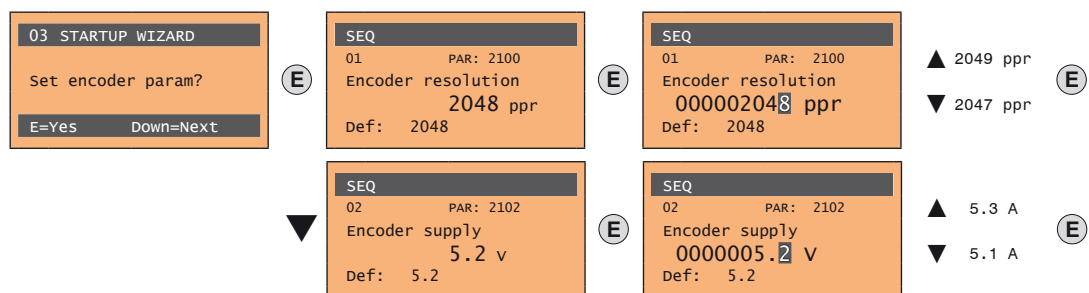 03 STARTUP WIZARD
Set encoder param?
E=Yes Down=Next
E
SEQ
01 PAR: 2100
Encoder resolution
2048 ppr
Def: 2048
E
SEQ
01 PAR: 2100
Encoder resolution
000002048 ppr
Def: 2048
▲ 2049 ppr
▼ 2047 ppr
E
▼
SEQ
02 PAR: 2102
Encoder supply
5.2 V
Def: 5.2
E
SEQ
02 PAR: 2102
Encoder supply
0000005.2 V
Def: 5.2
▲ 5.3 A
▼ 5.1 A
E